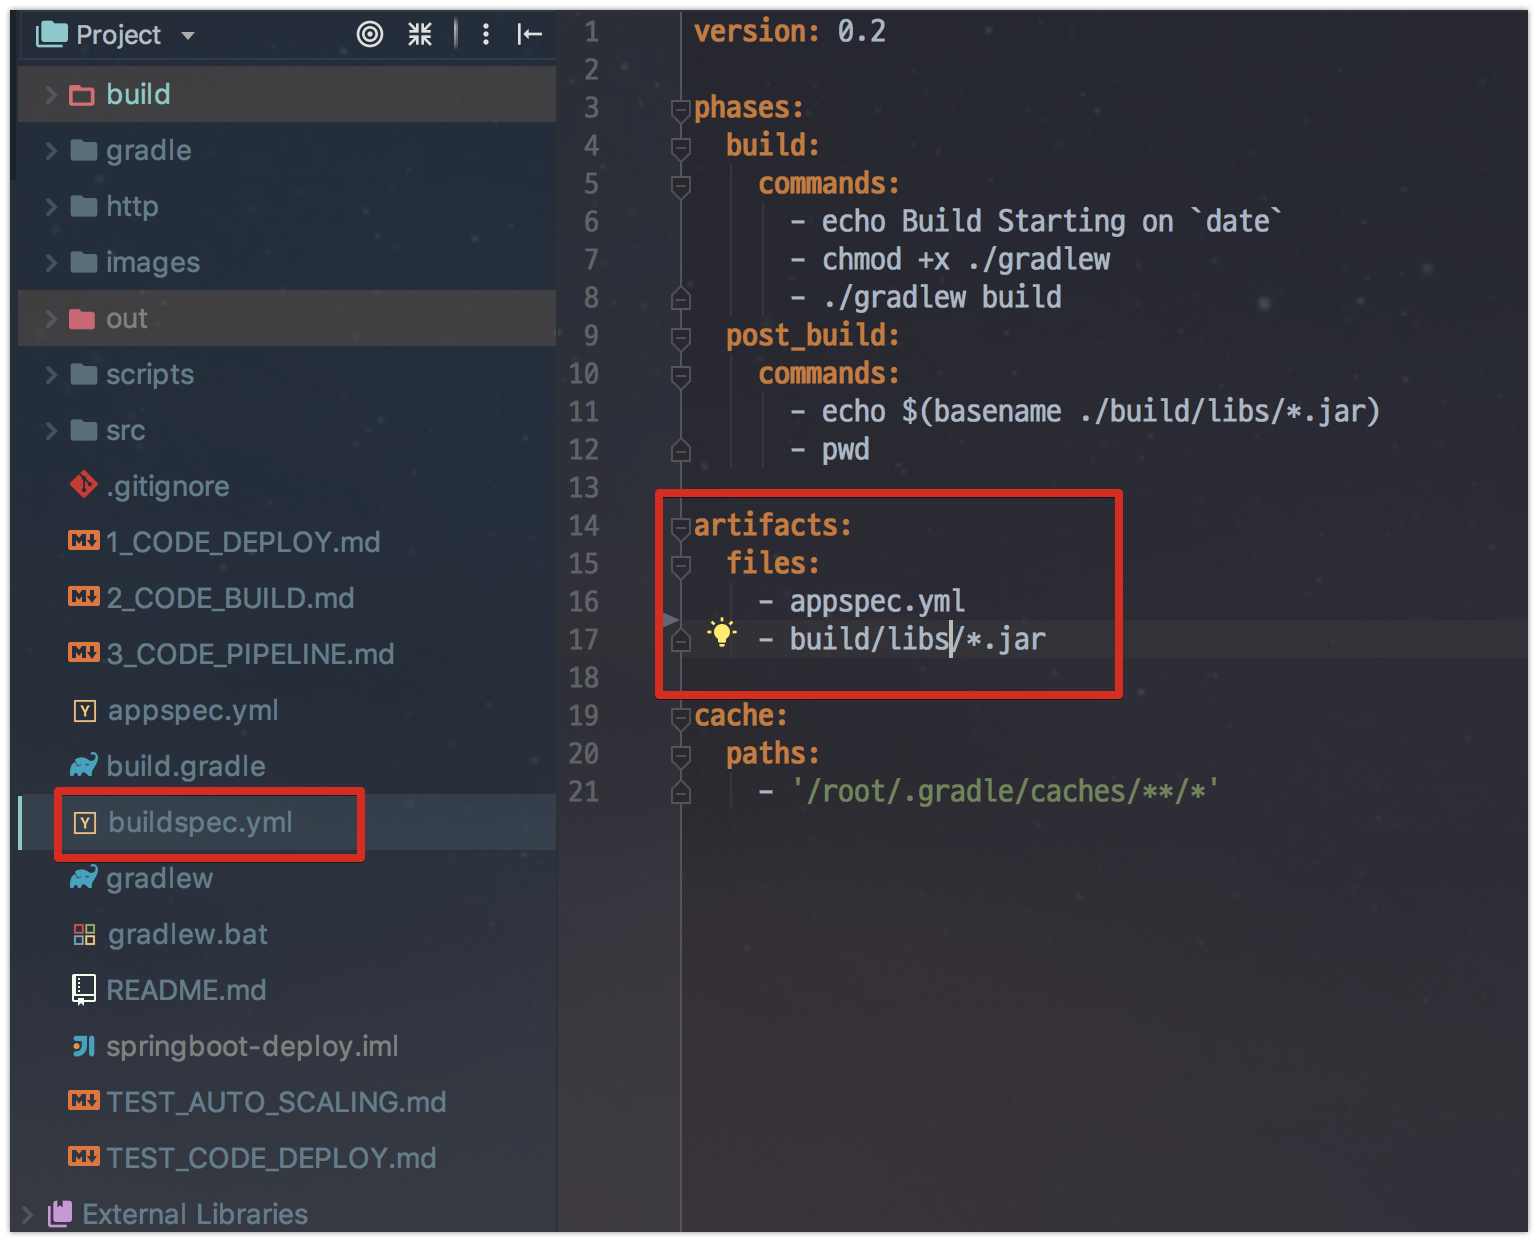 Project
build
gradle
http
images
out
scripts
src
.gitignore
1_CODE_DEPLOY.md
2_CODE_BUILD.md
3_CODE_PIPELINE.md
appspec.yml
build.gradle
buildspec.yml
gradlew
gradlew.bat
README.md
springboot-deploy.iml
TEST_AUTO_SCALING.md
TEST_CODE_DEPLOY.md
External Libraries
1 version: 0.2
2
3 phases:
4   build:
5     commands:
6       - echo Build Starting on `date`
7       - chmod +x ./gradlew
8       - ./gradlew build
9   post_build:
10     commands:
11       - echo $(basename ./build/libs/*.jar)
12       - pwd
13
14 artifacts:
15   files:
16     - appspec.yml
17     - build/libs/*.jar
18
19 cache:
20   paths:
21     - '/root/.gradle/caches/**/*'